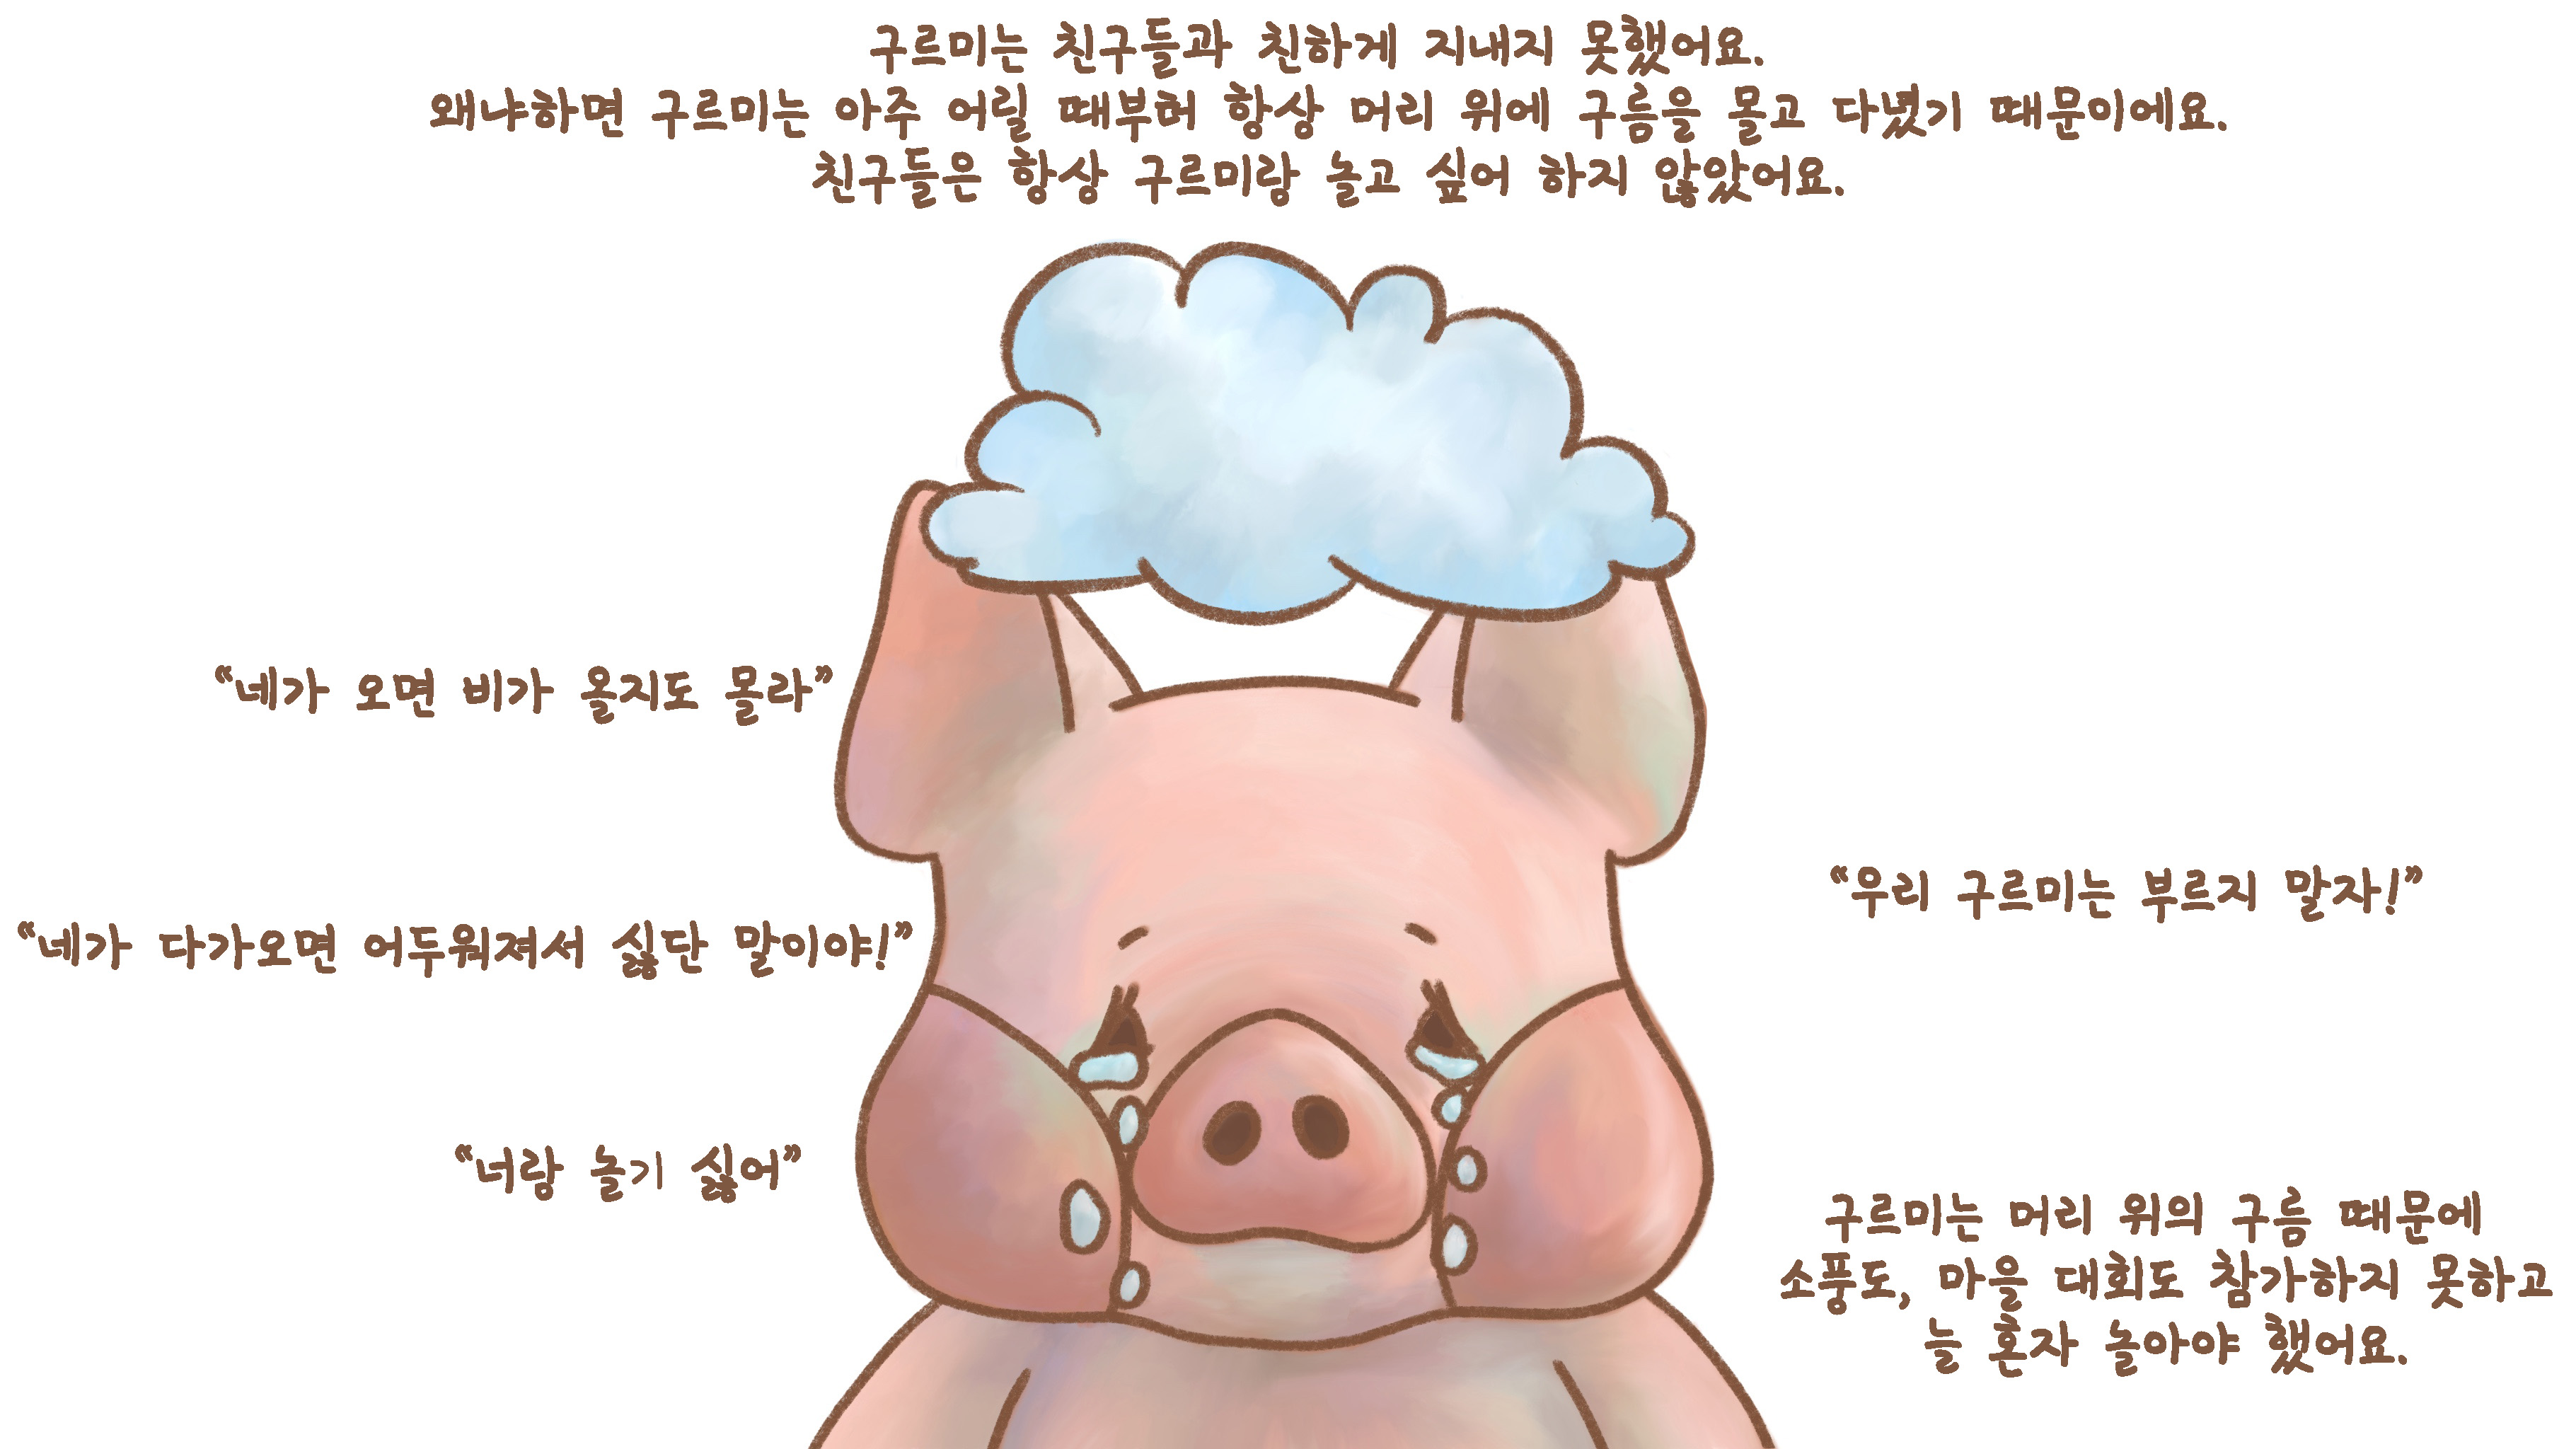 구르미는 친구들과 친하게 지내지 못했어요.
왜냐하면 구르미는 아주 어릴 때부터 항상 머리 위에 구름을 몰고 다녔기 때문이에요.
친구들은 항상 구르미랑 놀고 싶어 하지 않았어요.
“네가 오면 비가 올지도 몰라”
“네가 다가오면 어두워져서 싫단 말이야!”
“너랑 놀기 싫어”
“우리 구르미는 부르지 말자!”
구르미는 머리 위의 구름 때문에
소풍도, 마을 대회도 참가하지 못하고
늘 혼자 놀아야 했어요.